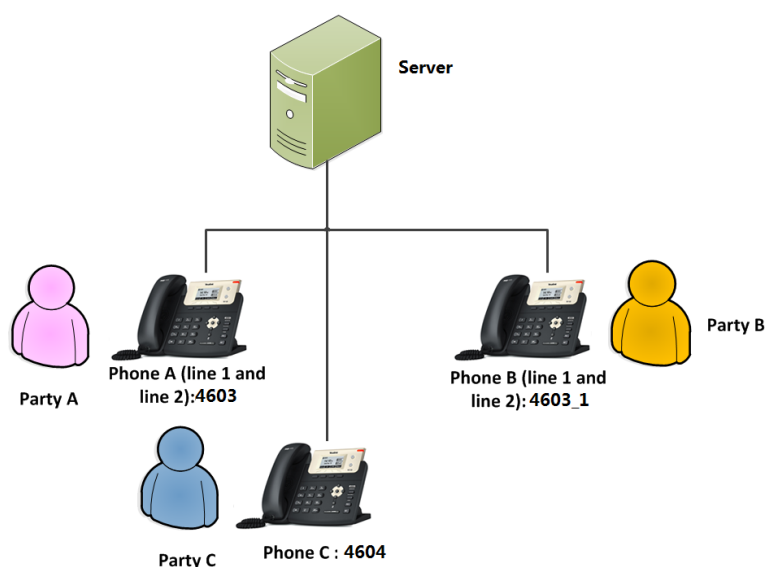 Server
Party B
Phone A (line 1 and
line 2):4603
Phone B (line 1 and
line 2): 4603_1
Party A
Phone C : 4604
Party C